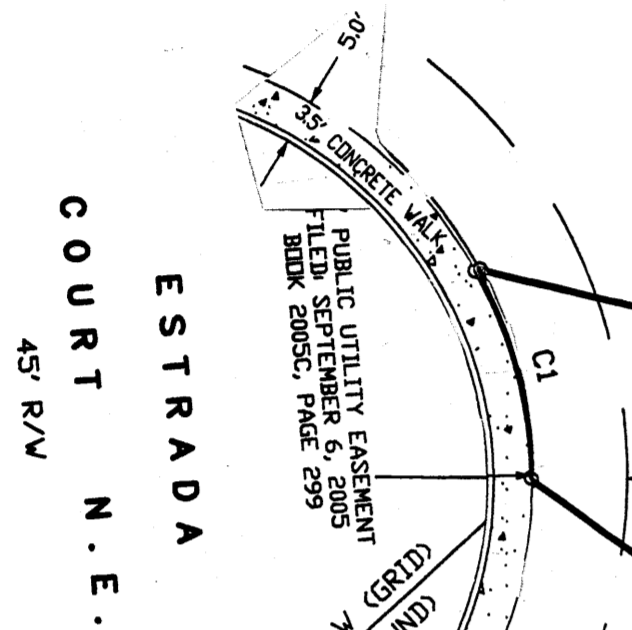 5.0'
3.5' CONCRETE WALK
PUBLIC UTILITY EASEMENT
FILED: SEPTEMBER 6, 2005
BOOK 2005C, PAGE 299
C1
ESTRADA
COURT N.E.
45' R/W
(GRID)